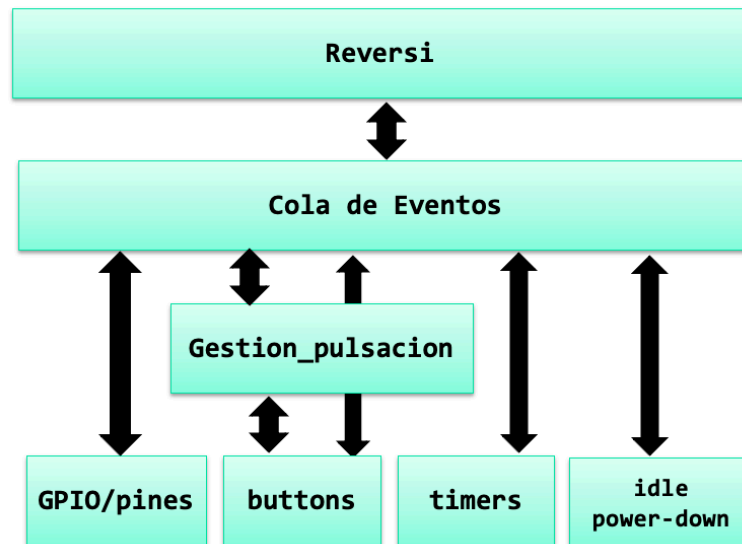 Reversi
Cola de Eventos
Gestion_pulsacion
GPIO/pines
buttons
timers
idle
power-down